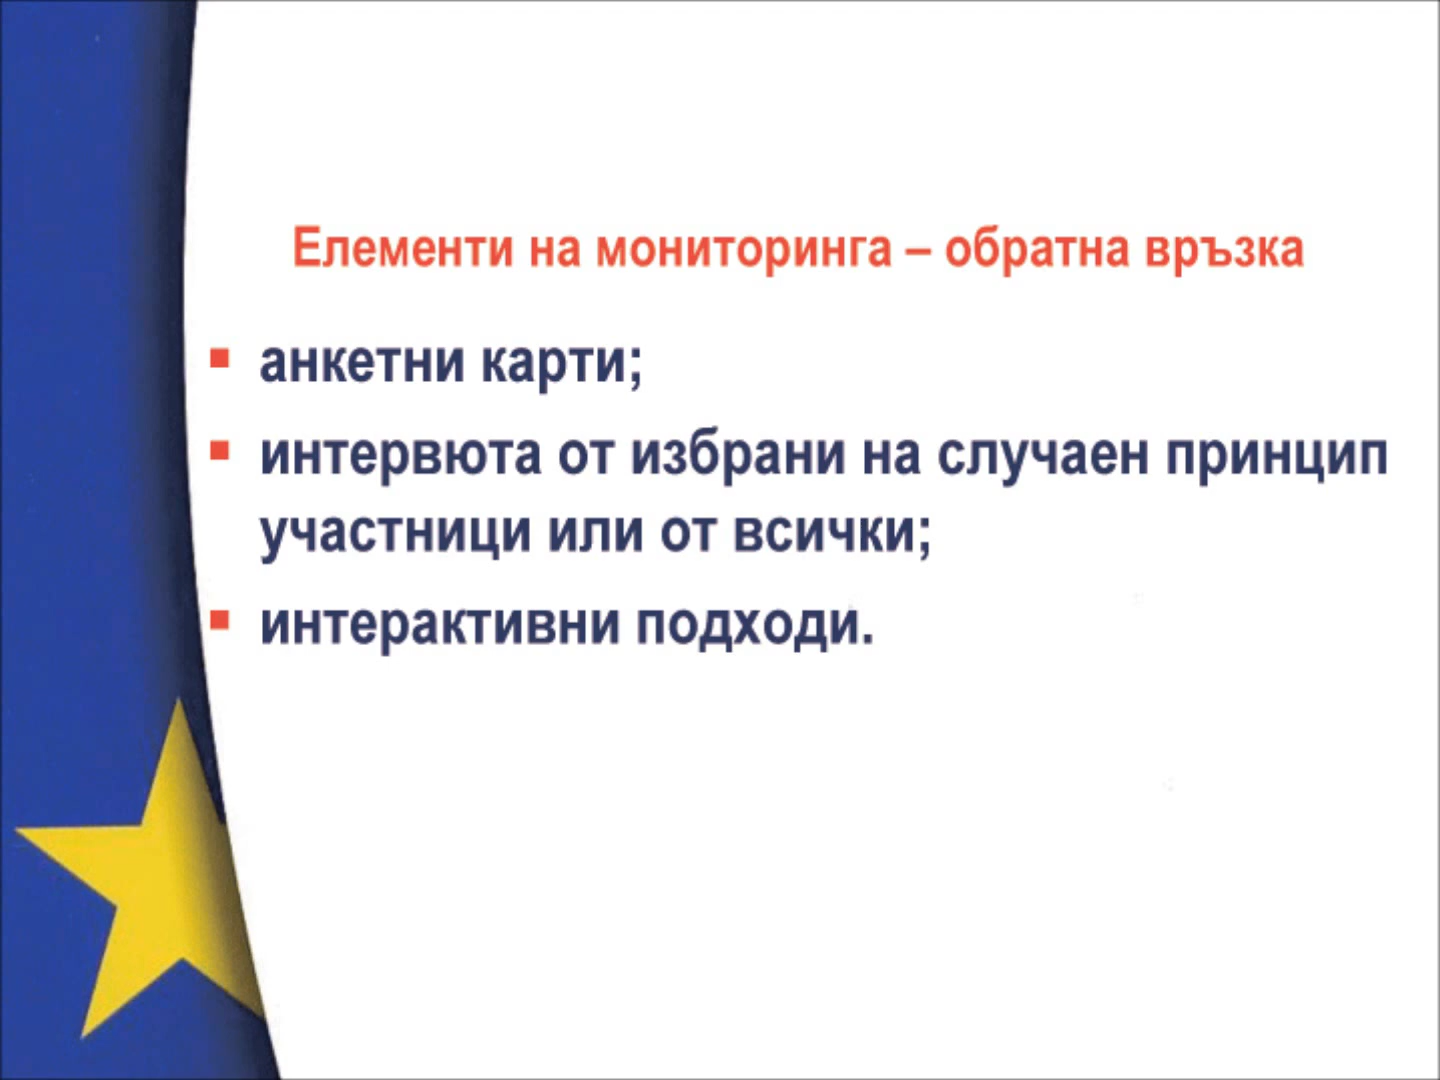 Елементи на мониторинга – обратна връзка
анкетни карти;
интервюта от избрани на случаен принцип
участници или от всички;
интерактивни подходи.